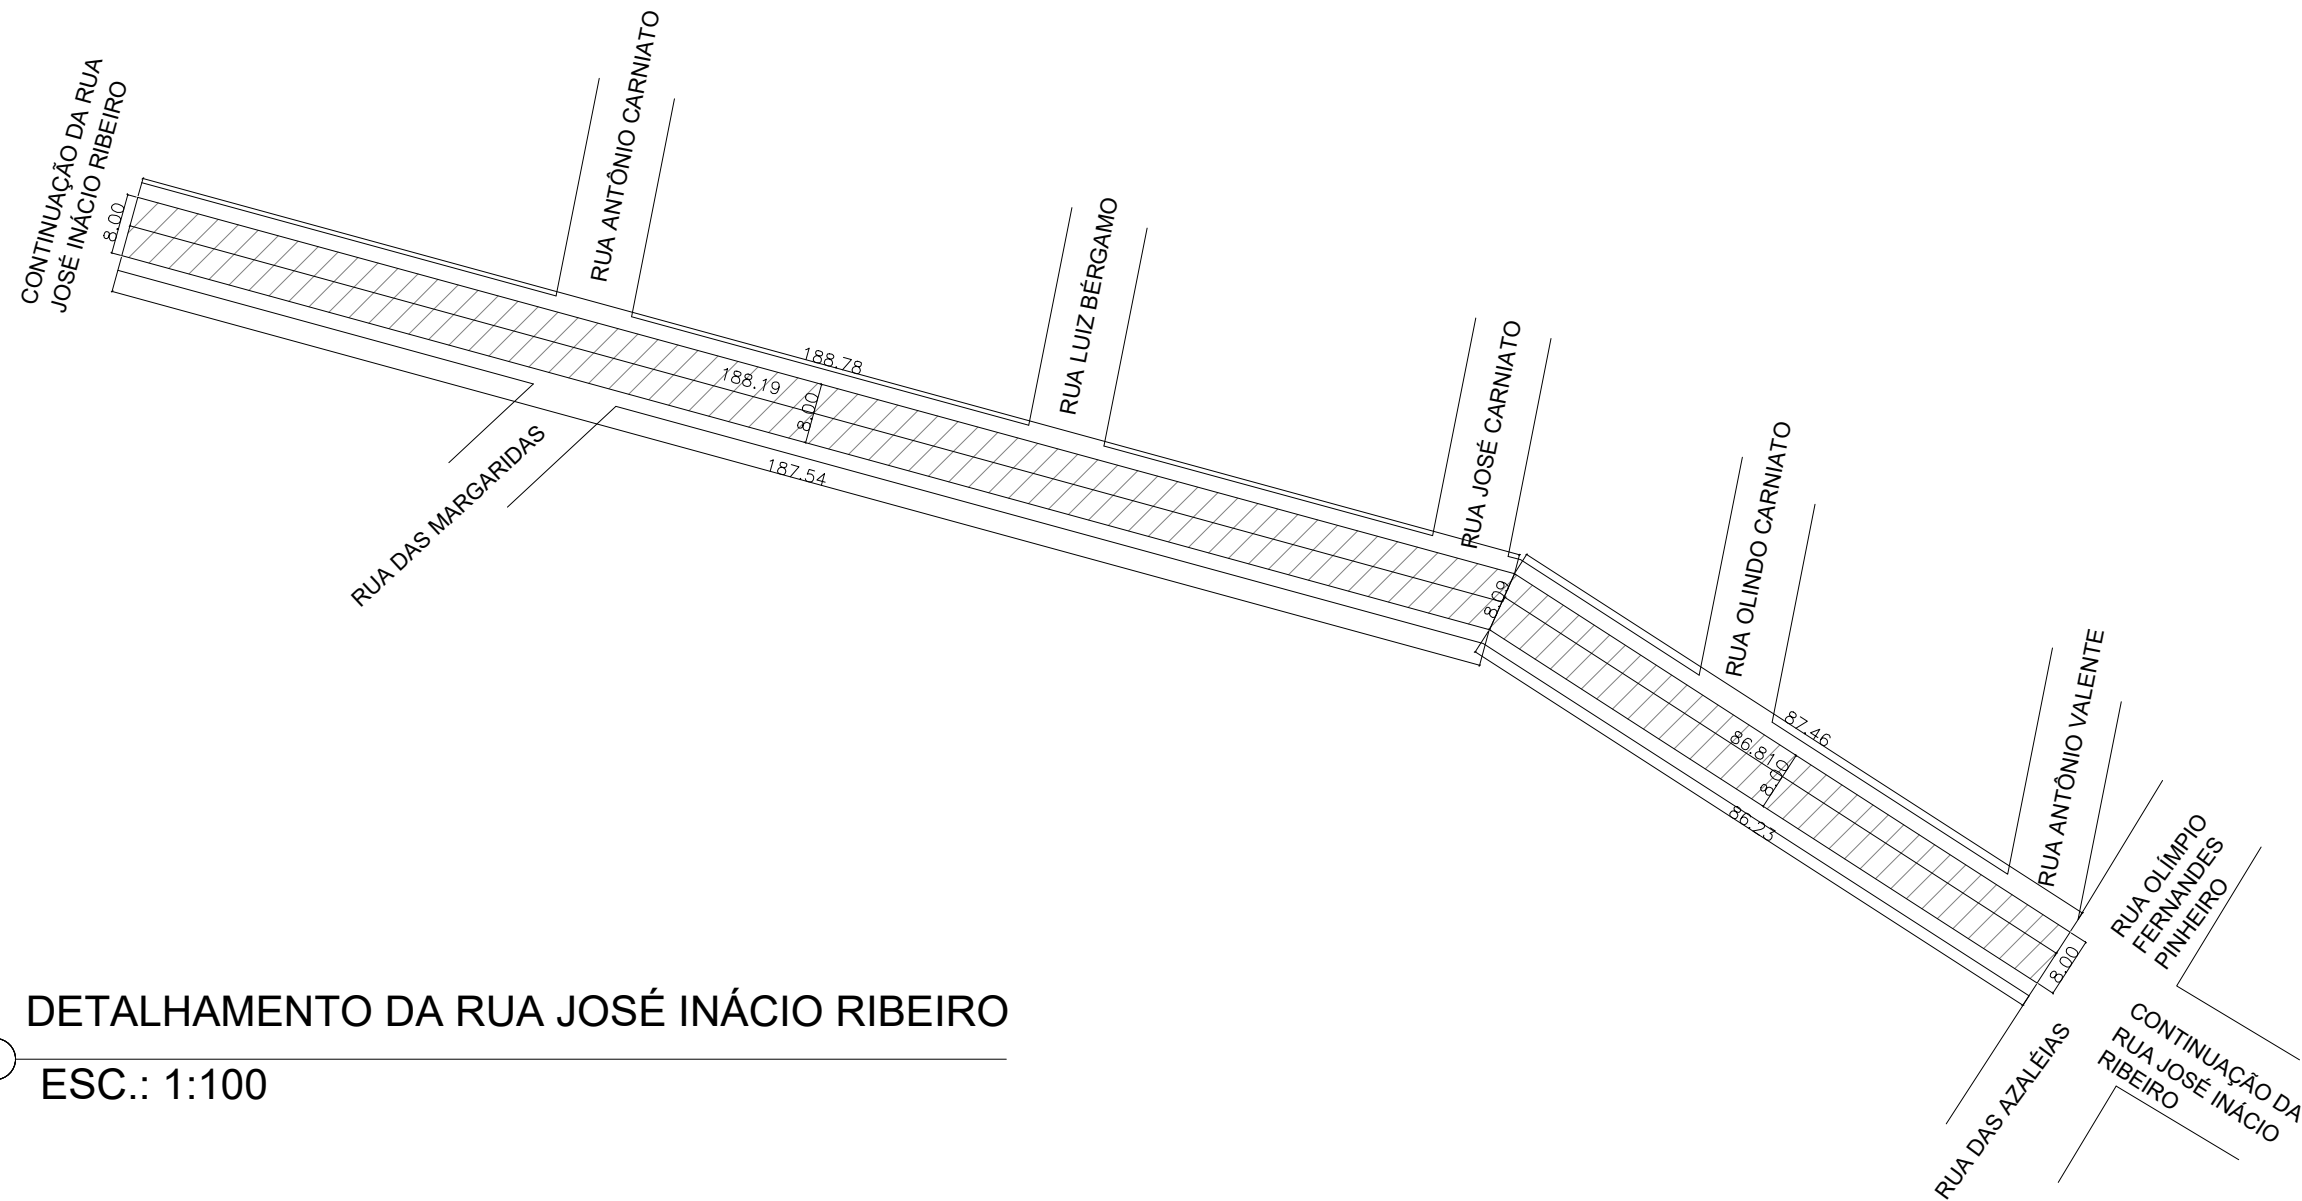 CONTINUAÇÃO DA RUA
JOSÉ INÁCIO RIBEIRO
8.00
RUA ANTÔNIO CARNIATO
RUA DAS MARGARIDAS
188.78
188.19
8.00
187.54
RUA LUIZ BÉRGAMO
RUA JOSÉ CARNIATO
8.09
RUA OLINDO CARNIATO
87.46
86.81
8.00
86.23
RUA ANTÔNIO VALENTE
8.00
RUA OLÍMPIO
FERNANDES
PINHEIRO
CONTINUAÇÃO DA
RUA JOSÉ INÁCIO
RIBEIRO
RUA DAS AZALÉIAS
DETALHAMENTO DA RUA JOSÉ INÁCIO RIBEIRO
ESC.: 1:100